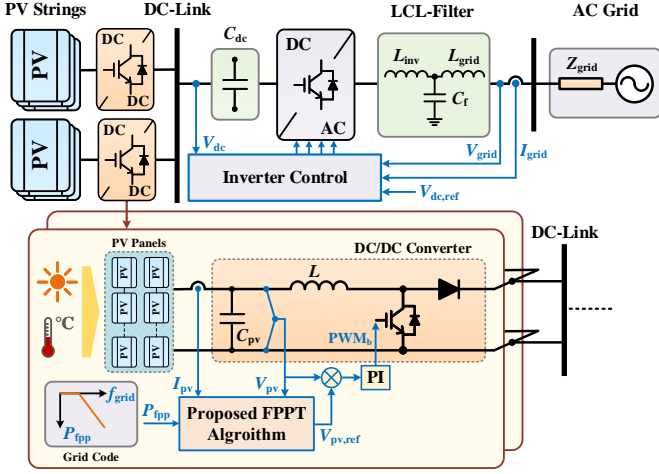 PV Strings
DC-Link
LCL-Filter
AC Grid
PV
DC
DC
C_dc
DC
AC
L_inv
L_grid
C_f
Z_grid
PV
DC
DC
V_dc
V_grid
I_grid
Inverter Control
V_dc,ref
PV Panels
DC/DC Converter
DC-Link
PV
PV
PV
PV
PV
PV
°C
L
C_pv
PWM_b
PI
I_pv
V_pv
f_grid
P_fpp
P_fpp
Proposed FPPT
Algroithm
V_pv,ref
Grid Code